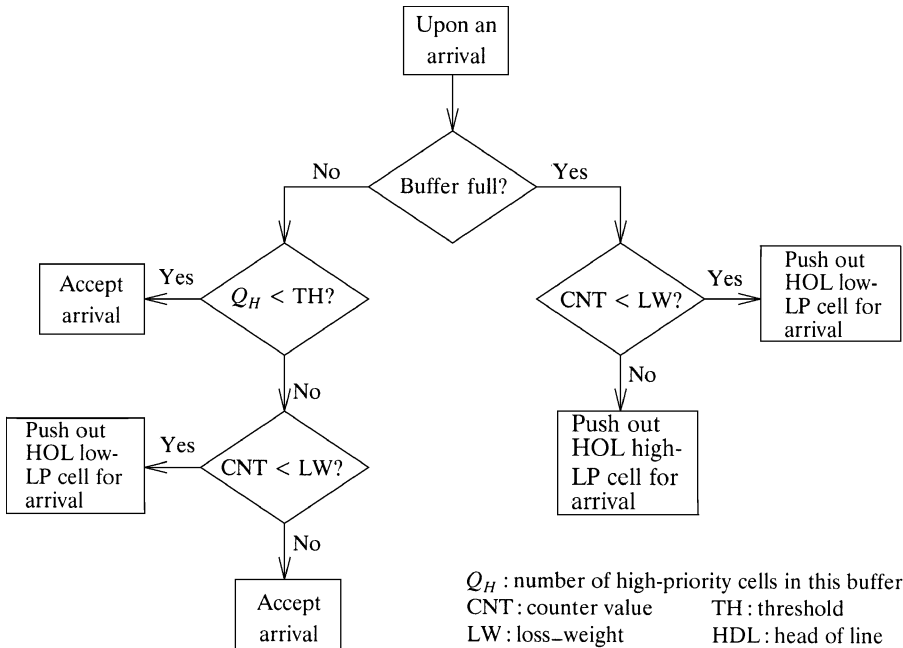 Upon an
arrival
Buffer full?
No
Yes
Q_H < TH?
Yes
Accept
arrival
CNT < LW?
Yes
Push out
HOL low-
LP cell for
arrival
No
No
Push out
HOL high-
LP cell for
arrival
CNT < LW?
Yes
Push out
HOL low-
LP cell for
arrival
No
Accept
arrival
Q_H : number of high-priority cells in this buffer
CNT : counter value TH : threshold
LW : loss_weight HDL : head of line